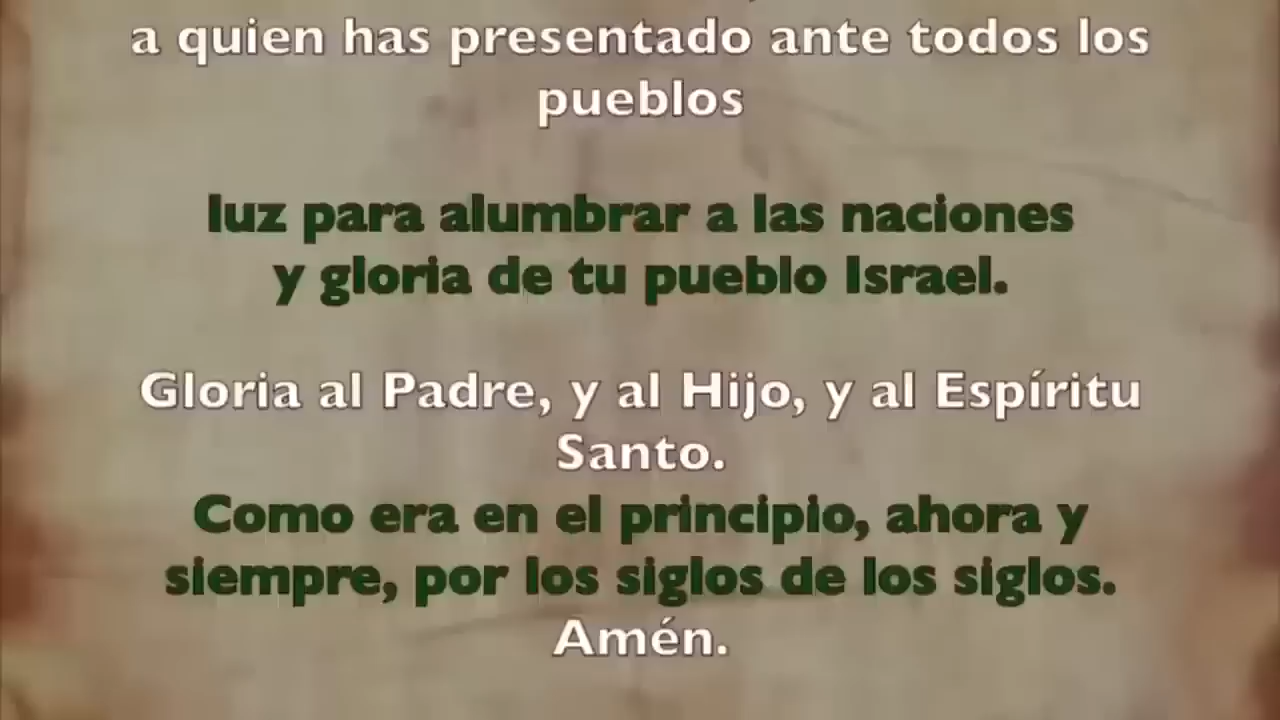 a quien has presentado ante todos los
pueblos
luz para alumbrar a las naciones
y gloria de tu pueblo Israel.
Gloria al Padre, y al Hijo, y al Espíritu
Santo.
Como era en el principio, ahora y
siempre, por los siglos de los siglos.
Amén.